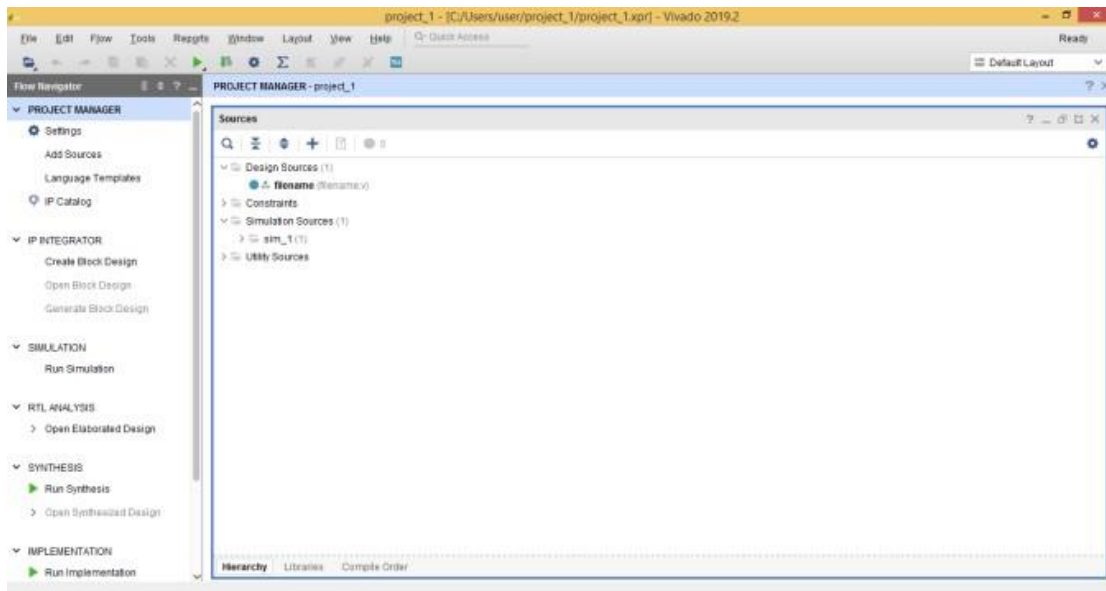 project_1 - [C:/Users/user/project_1/project_1.xpr] - Vivado 2019.2
File Edit Flow Tools Reports Window Layout View Help Quick Access
Ready
Default Layout
Flow Navigator
PROJECT MANAGER - project_1
PROJECT MANAGER
Settings
Add Sources
Language Templates
IP Catalog
IP INTEGRATOR
Create Block Design
Open Block Design
Generate Block Design
SIMULATION
Run Simulation
RTL ANALYSIS
Open Elaborated Design
SYNTHESIS
Run Synthesis
Open Synthesized Design
IMPLEMENTATION
Run Implementation
Sources
0
Design Sources (1)
filename (filename.v)
Constraints
Simulation Sources (1)
sim_1 (1)
Utility Sources
Hierarchy Libraries Compile Order